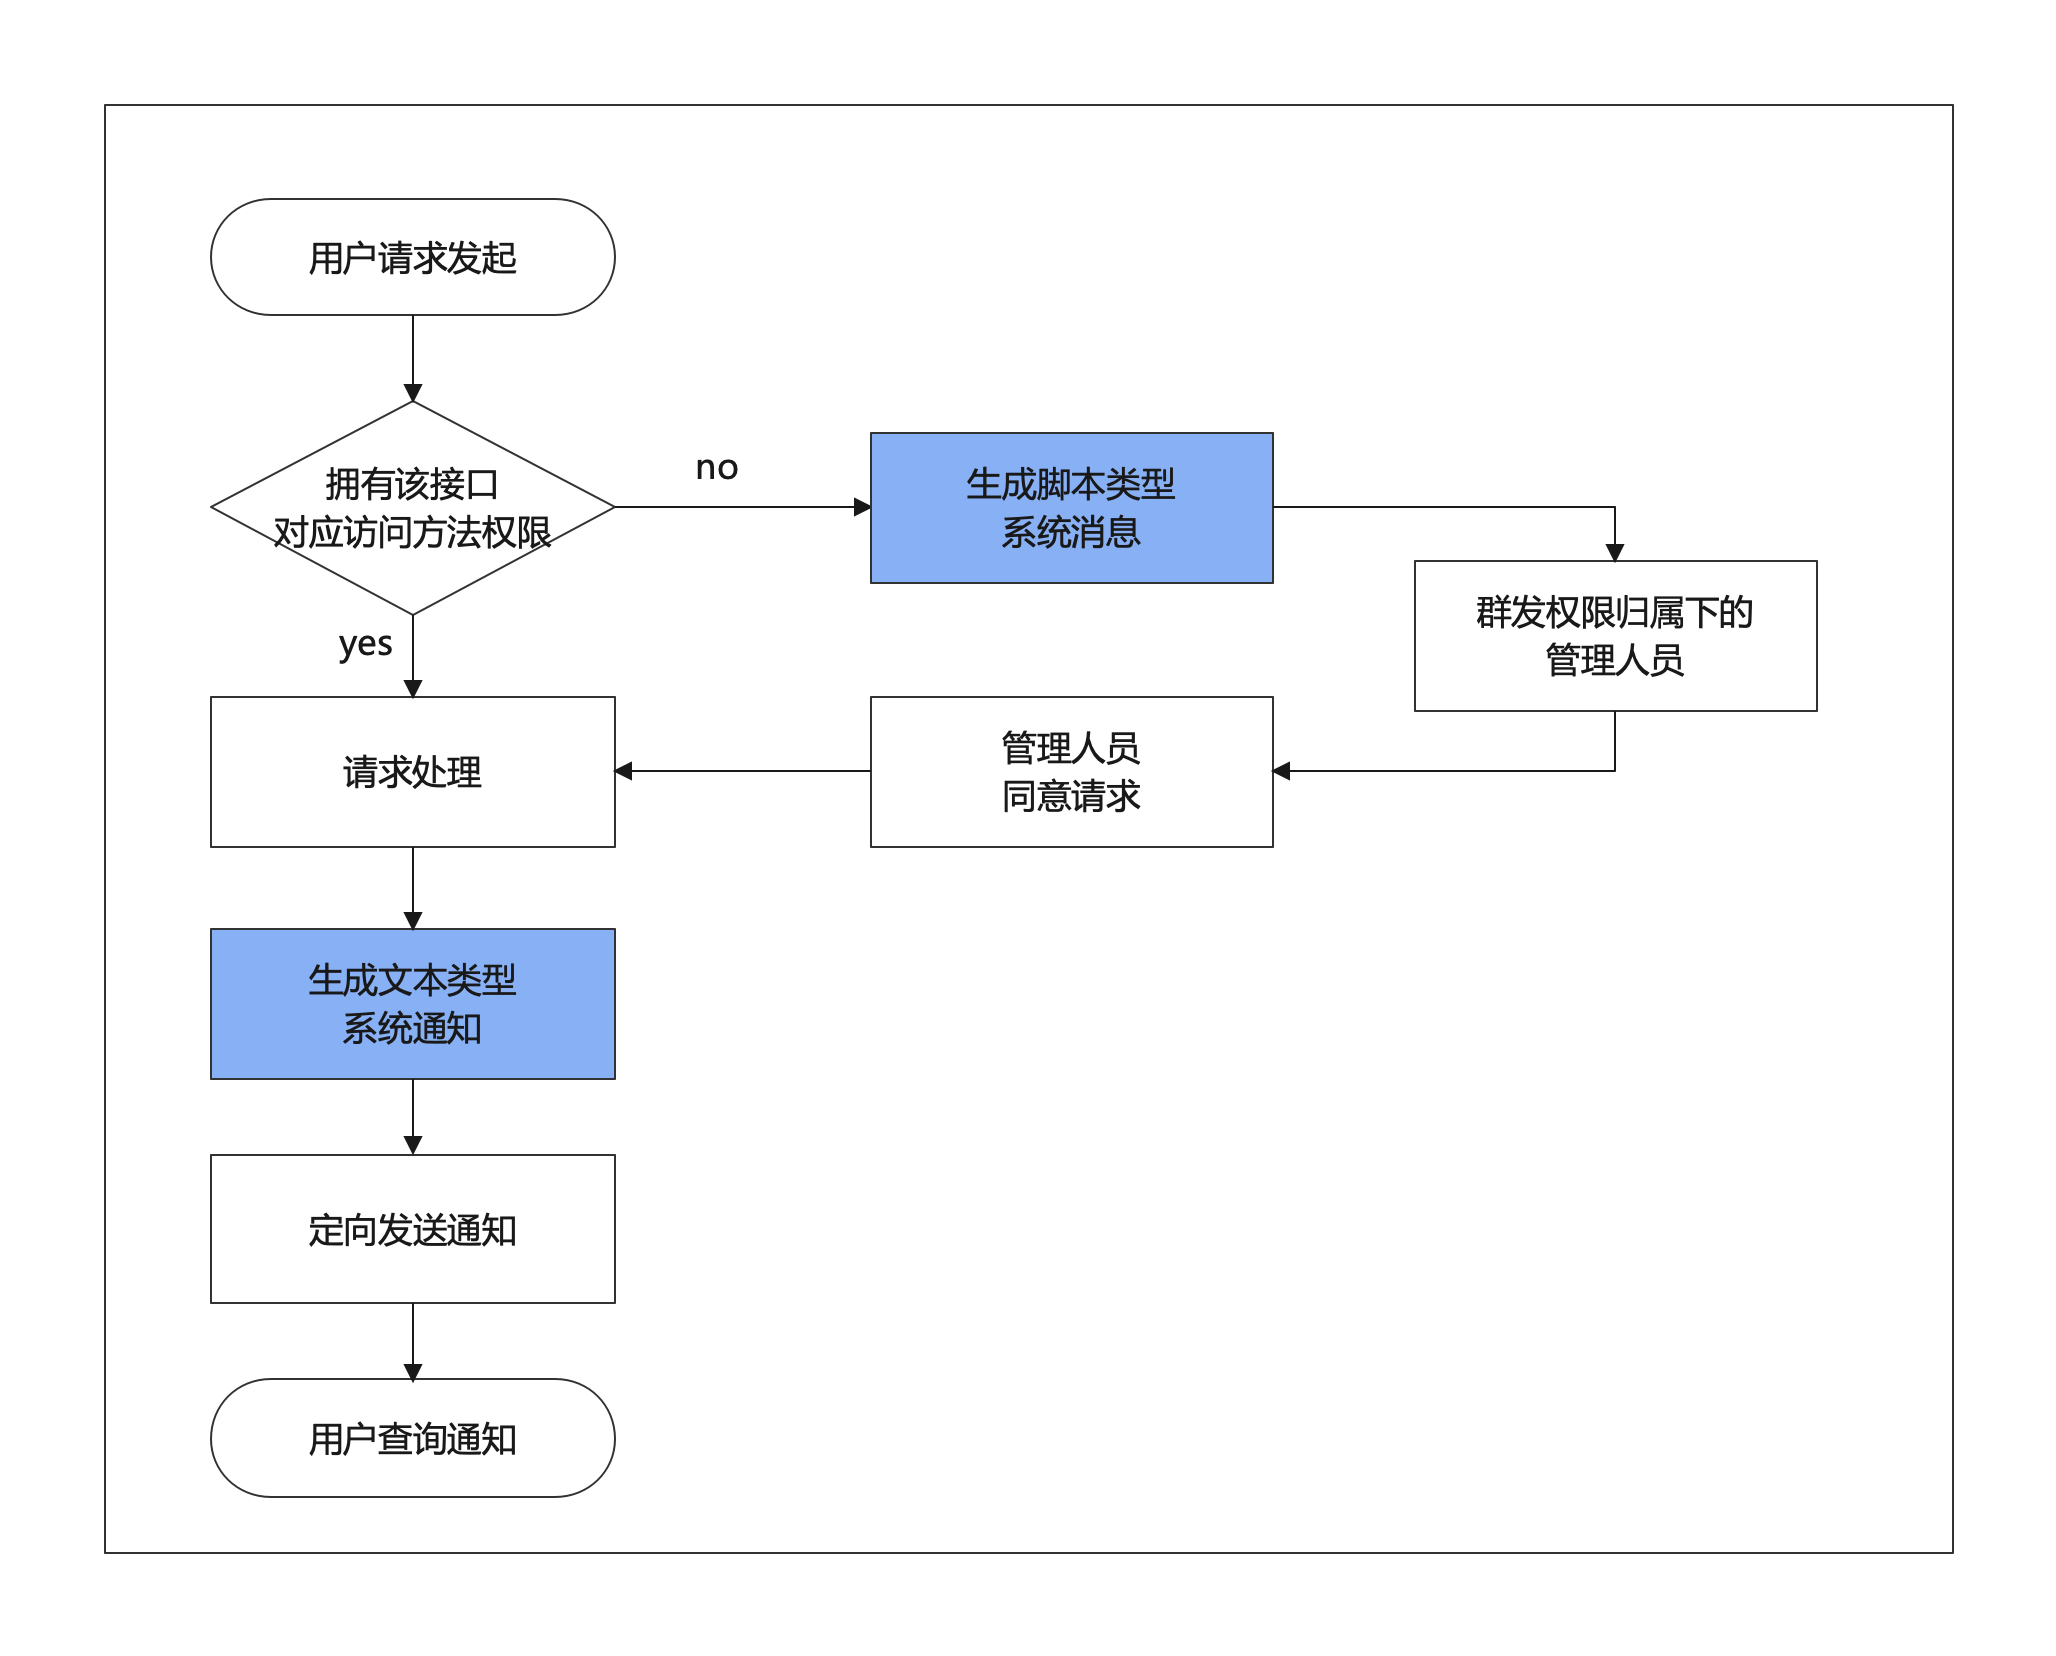 用户请求发起
拥有该接口
对应访问方法权限
no
生成脚本类型
系统消息
群发权限归属下的
管理人员
yes
请求处理
管理人员
同意请求
生成文本类型
系统通知
定向发送通知
用户查询通知